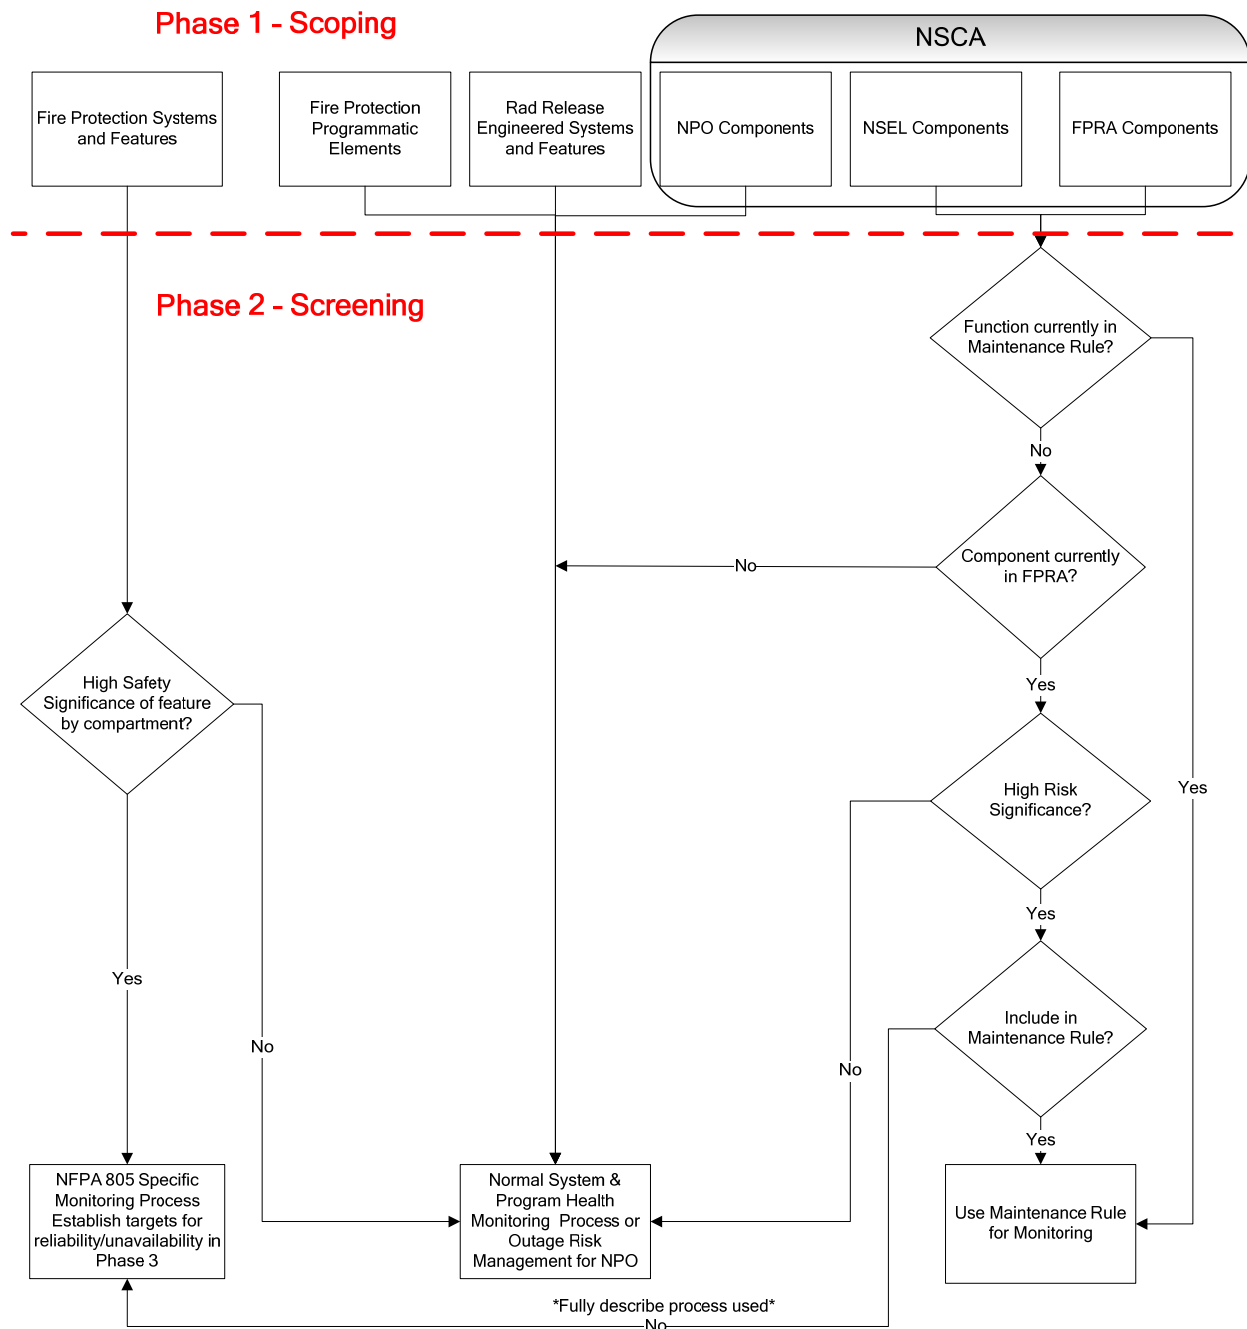 Phase 1 - Scoping
NSCA
Fire Protection Systems
and Features
Fire Protection
Programmatic
Elements
Rad Release
Engineered Systems
and Features
NPO Components
NSEL Components
FPRA Components
Phase 2 - Screening
Function currently in
Maintenance Rule?
No
Component currently
in FPRA?
No
Yes
High Safety
Significance of feature
by compartment?
High Risk
Significance?
Yes
Yes
Yes
No
Include in
Maintenance Rule?
No
Yes
NFPA 805 Specific
Monitoring Process
Establish targets for
reliability/unavailability in
Phase 3
Normal System &
Program Health
Monitoring Process or
Outage Risk
Management for NPO
Use Maintenance Rule
for Monitoring
*Fully describe process used*
No